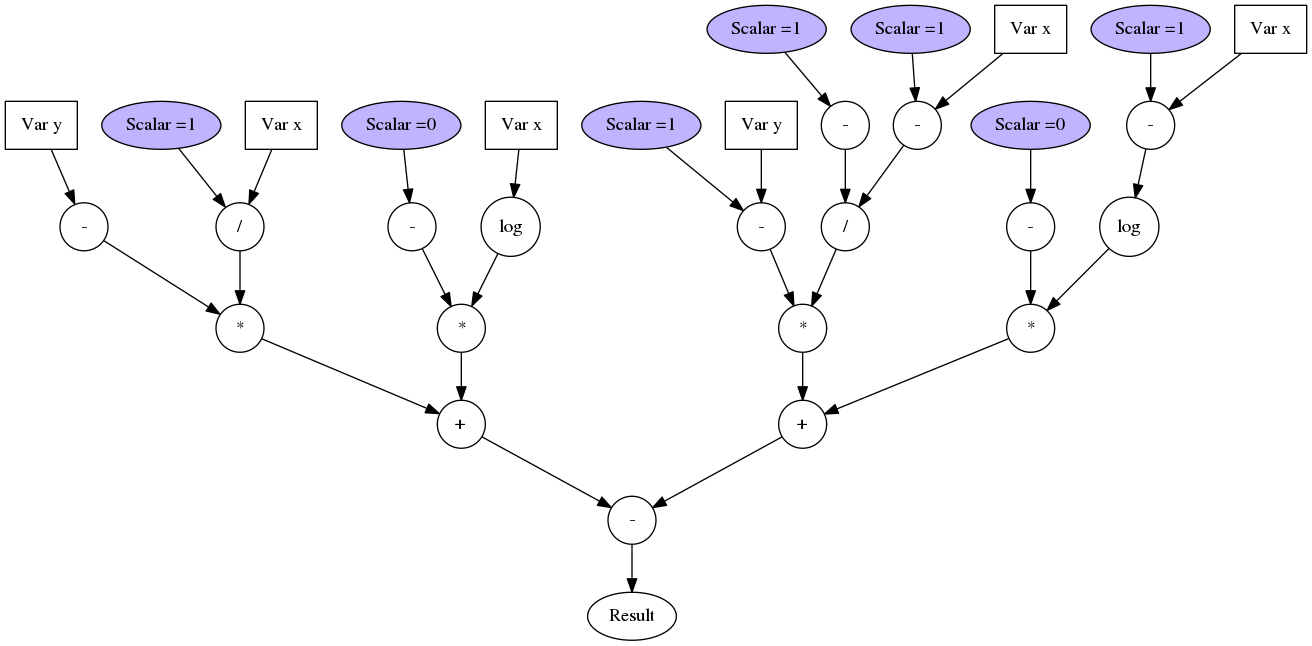 Scalar =1
Scalar =1
Var x
Scalar =1
Var x
Var y
Scalar =1
Var x
Scalar =0
Var x
Scalar =1
Var y
-
-
Scalar =0
-
-
/
-
log
-
/
-
log
*
*
*
*
+
+
-
Result